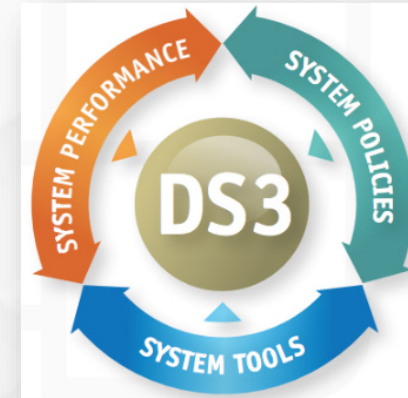 SYSTEM PERFORMANCE
SYSTEM POLICIES
DS3
SYSTEM TOOLS